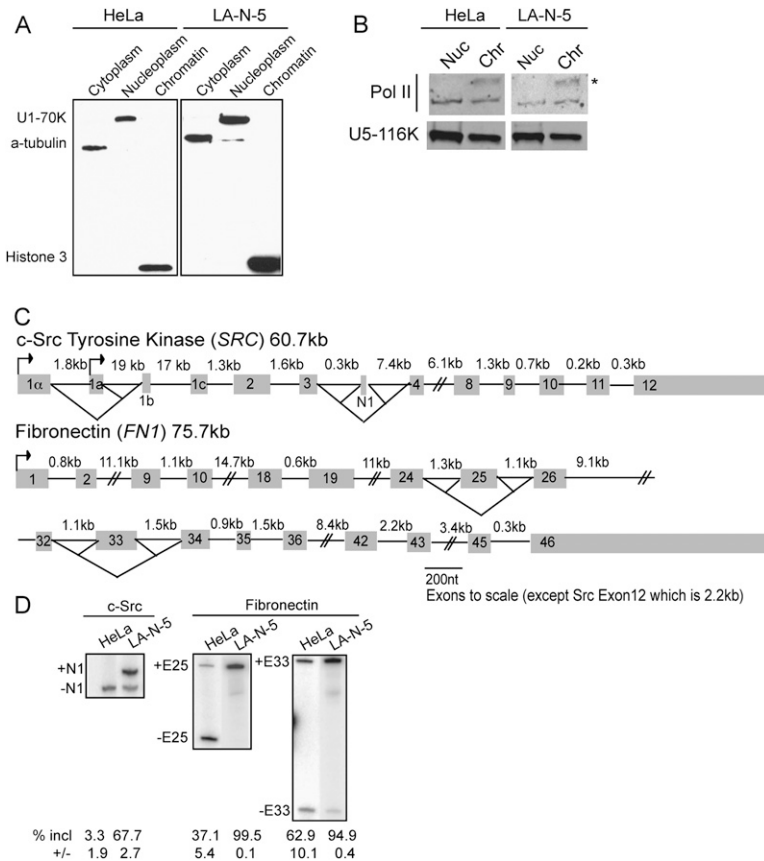 A
HeLa LA-N-5
Cytoplasm Nucleoplasm Chromatin Cytoplasm Nucleoplasm Chromatin
U1-70K
a-tubulin
Histone 3
B
HeLa LA-N-5
Nuc Chr Nuc Chr
Pol II *
U5-116K
C
c-Src Tyrosine Kinase (SRC) 60.7kb
1.8kb 19 kb 17 kb 1.3kb 1.6kb 0.3kb 7.4kb 6.1kb 1.3kb 0.7kb 0.2kb 0.3kb
1α 1a 1b 1c 2 3 N1 4 8 9 10 11 12
Fibronectin (FN1) 75.7kb
0.8kb 11.1kb 1.1kb 14.7kb 0.6kb 11kb 1.3kb 1.1kb 9.1kb
1 2 9 10 18 19 24 25 26
1.1kb 1.5kb 0.9kb 1.5kb 8.4kb 2.2kb 3.4kb 0.3kb
32 33 34 35 36 42 43 45 46
200nt
Exons to scale (except Src Exon12 which is 2.2kb)
D
c-Src Fibronectin
HeLa LA-N-5 HeLa LA-N-5 HeLa LA-N-5
+N1 +E25 +E33
-N1
-E25
-E33
% incl 3.3 67.7 37.1 99.5 62.9 94.9
+/- 1.9 2.7 5.4 0.1 10.1 0.4